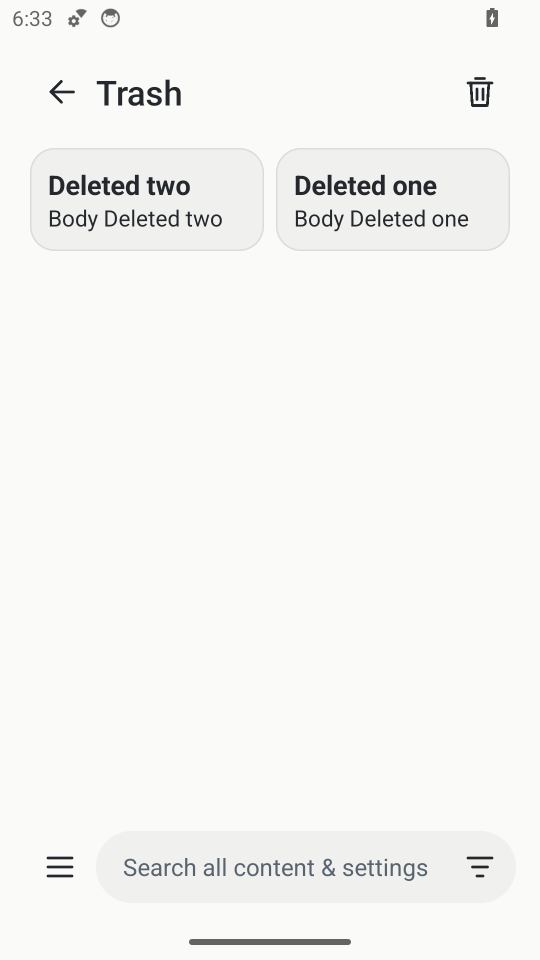 6:33
Trash
Deleted two
Body Deleted two
Deleted one
Body Deleted one
Search all content & settings